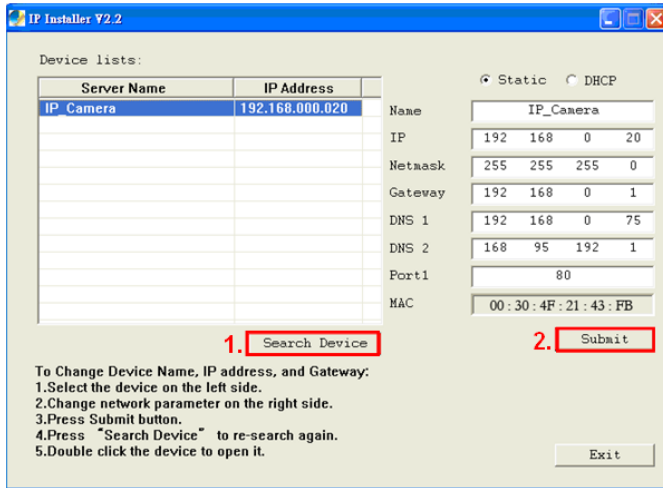 IP Installer V2.2
Device lists:
Server Name IP Address
IP_Camera 192.168.000.020
Static DHCP
Name IP_Camera
IP 192 168 0 20
Netmask 255 255 255 0
Gateway 192 168 0 1
DNS 1 192 168 0 75
DNS 2 168 95 192 1
Port1 80
MAC 00 : 30 : 4F : 21 : 43 : FB
1. Search Device
2. Submit
To Change Device Name, IP address, and Gateway:
1.Select the device on the left side.
2.Change network parameter on the right side.
3.Press Submit button.
4.Press “Search Device” to re-search again.
5.Double click the device to open it.
Exit